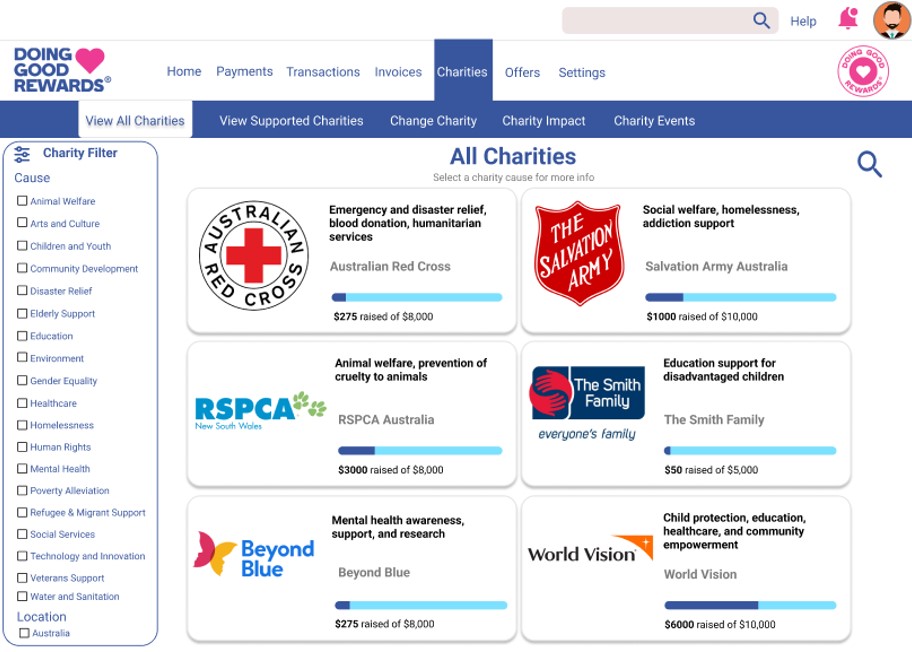 Help
DOING
GOOD
REWARDS®
Home Payments Transactions Invoices Charities Offers Settings
DOING GOOD REWARDS
View All Charities View Supported Charities Change Charity Charity Impact Charity Events
Charity Filter
Cause
Animal Welfare
Arts and Culture
Children and Youth
Community Development
Disaster Relief
Elderly Support
Education
Environment
Gender Equality
Healthcare
Homelessness
Human Rights
Mental Health
Poverty Alleviation
Refugee & Migrant Support
Social Services
Technology and Innovation
Veterans Support
Water and Sanitation
Location
Australia
All Charities
Select a charity cause for more info
AUSTRALIAN
RED CROSS
Emergency and disaster relief,
blood donation, humanitarian
services
Australian Red Cross
$275 raised of $8,000
THE
SALVATION
ARMY
Social welfare, homelessness,
addiction support
Salvation Army Australia
$1000 raised of $10,000
RSPCA
New South Wales
Animal welfare, prevention of
cruelty to animals
RSPCA Australia
$3000 raised of $8,000
The Smith
Family
everyone's family
Education support for
disadvantaged children
The Smith Family
$50 raised of $5,000
Beyond
Blue
Mental health awareness,
support, and research
Beyond Blue
$275 raised of $8,000
World Vision
Child protection, education,
healthcare, and community
empowerment
World Vision
$6000 raised of $10,000